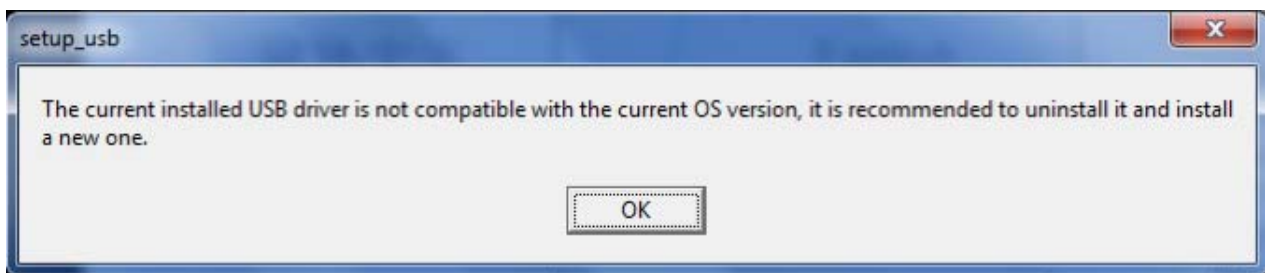 setup_usb
The current installed USB driver is not compatible with the current OS version, it is recommended to uninstall it and install
a new one.
OK